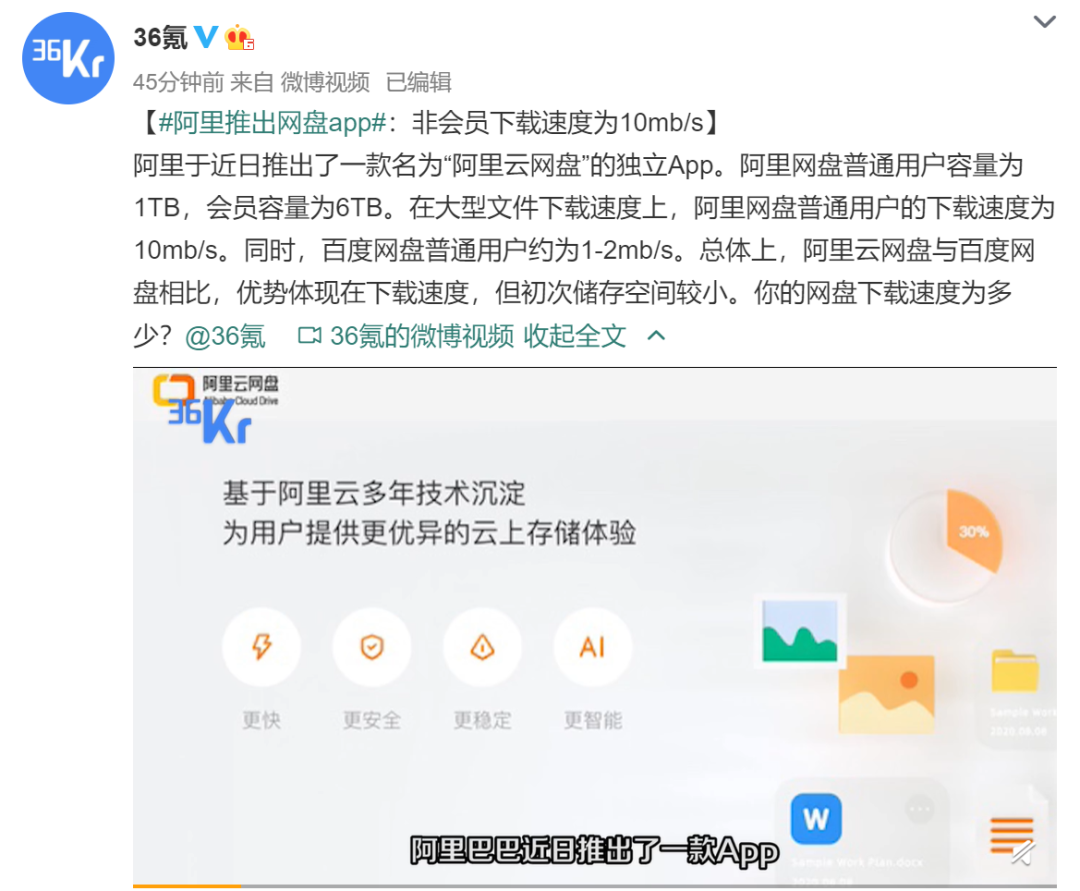 36Kr
36氪
45分钟前 来自 微博视频 已编辑
【#阿里推出网盘app#：非会员下载速度为10mb/s】
阿里于近日推出了一款名为“阿里云网盘”的独立App。阿里网盘普通用户容量为
1TB，会员容量为6TB。在大型文件下载速度上，阿里网盘普通用户的下载速度为
10mb/s。同时，百度网盘普通用户约为1-2mb/s。总体上，阿里云网盘与百度网
盘相比，优势体现在下载速度，但初次储存空间较小。你的网盘下载速度为多
少？@36氪 36氪的微博视频 收起全文
阿里云网盘
Alibaba Cloud Drive
36Kr
基于阿里云多年技术沉淀
为用户提供更优异的云上存储体验
30%
AI
更快 更安全 更稳定 更智能
Sample Work
2020.08.08
W
Sample Work Plan.docx
2020.08.08
阿里巴巴近日推出了一款App